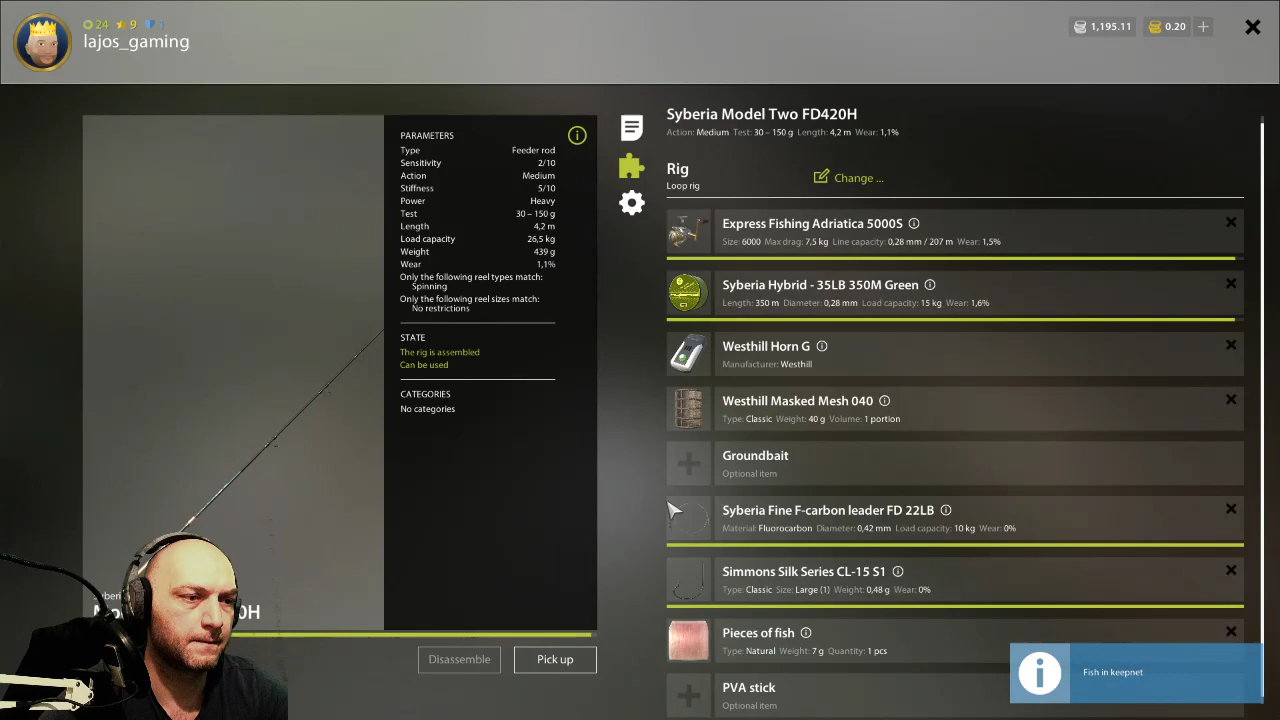 24 9 1
lajos_gaming
1,195.11 0.20
PARAMETERS
Type Feeder rod
Sensitivity 2/10
Action Medium
Stiffness 5/10
Power Heavy
Test 30 – 150 g
Length 4,2 m
Load capacity 26,5 kg
Weight 439 g
Wear 1,1%
Only the following reel types match:
Spinning
Only the following reel sizes match:
No restrictions
STATE
The rig is assembled
Can be used
CATEGORIES
No categories
0H
Disassemble Pick up
Syberia Model Two FD420H
Action: Medium Test: 30 – 150 g Length: 4,2 m Wear: 1,1%
Rig
Loop rig
Change ...
Express Fishing Adriatica 5000S
Size: 6000 Max drag: 7,5 kg Line capacity: 0,28 mm / 207 m Wear: 1,5%
Syberia Hybrid - 35LB 350M Green
Length: 350 m Diameter: 0,28 mm Load capacity: 15 kg Wear: 1,6%
Westhill Horn G
Manufacturer: Westhill
Westhill Masked Mesh 040
Type: Classic Weight: 40 g Volume: 1 portion
Groundbait
Optional item
Syberia Fine F-carbon leader FD 22LB
Material: Fluorocarbon Diameter: 0,42 mm Load capacity: 10 kg Wear: 0%
Simmons Silk Series CL-15 S1
Type: Classic Size: Large (1) Weight: 0,48 g Wear: 0%
Pieces of fish
Type: Natural Weight: 7 g Quantity: 1 pcs
PVA stick
Optional item
Fish in keepnet